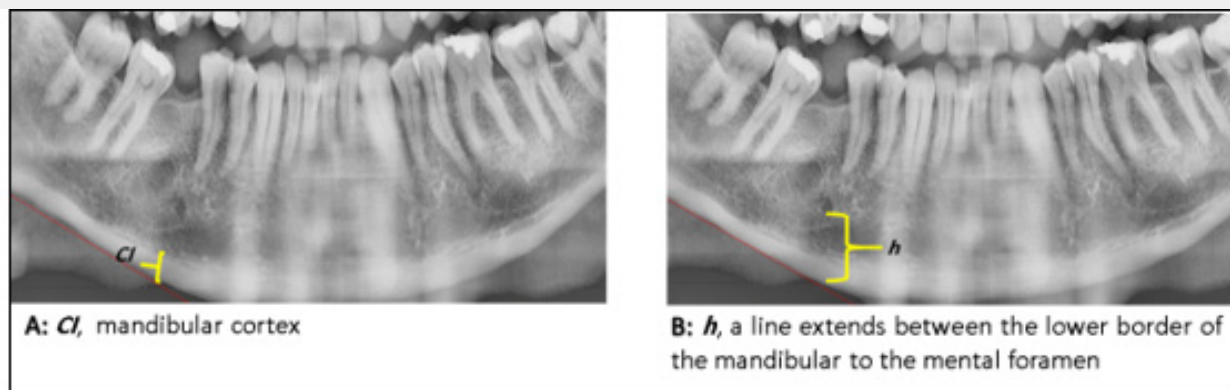 CI
h
A: CI, mandibular cortex
B: h, a line extends between the lower border of
the mandibular to the mental foramen